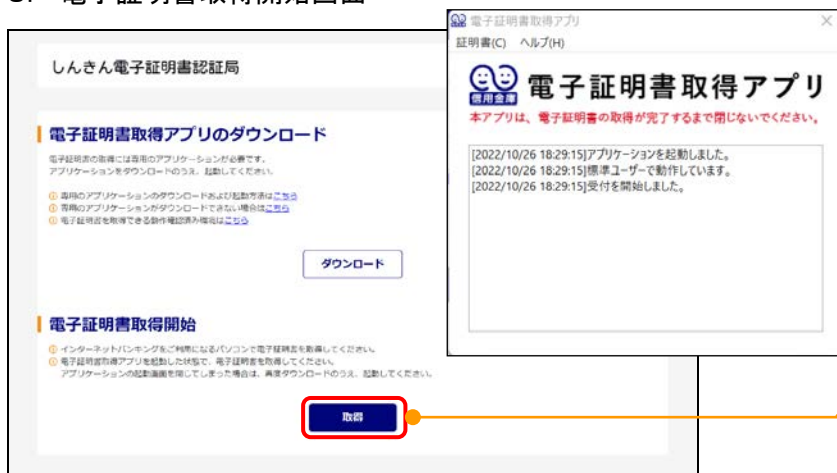 電子証明書取得開始画面
しんきん電子証明書認証局
電子証明書取得アプリのダウンロード
電子証明書の取得には専用のアプリケーションが必要です。
アプリケーションをダウンロードのうえ、起動してください。
専用のアプリケーションのダウンロードおよび起動方法はこちら
専用のアプリケーションがダウンロードできない場合はこちら
電子証明書を取得できる動作確認済み環境はこちら
ダウンロード
電子証明書取得開始
インターネットバンキングをご利用になるパソコンで電子証明書を取得してください。
電子証明書取得アプリを起動した状態で、電子証明書を取得してください。
アプリケーションの起動画面を閉じてしまった場合は、再度ダウンロードのうえ、起動してください。
取得
電子証明書取得アプリ
証明書(C) ヘルプ(H)
信用金庫
電子証明書取得アプリ
本アプリは、電子証明書の取得が完了するまで閉じないでください。
[2022/10/26 18:29:15]アプリケーションを起動しました。
[2022/10/26 18:29:15]標準ユーザーで動作しています。
[2022/10/26 18:29:15]受付を開始しました。